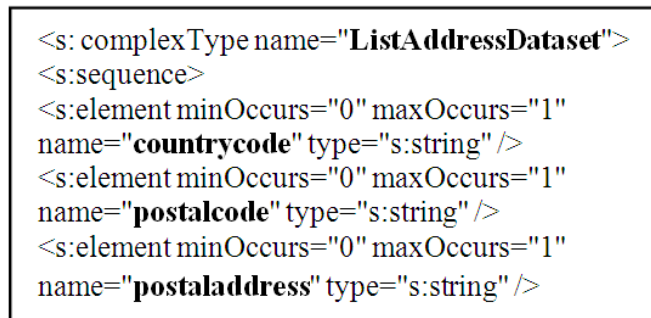 <s: complexType name="ListAddressDataset">
<s:sequence>
<s:element minOccurs="0" maxOccurs="1"
name="countrycode" type="s:string" />
<s:element minOccurs="0" maxOccurs="1"
name="postalcode" type="s:string" />
<s:element minOccurs="0" maxOccurs="1"
name="postaladdress" type="s:string" />